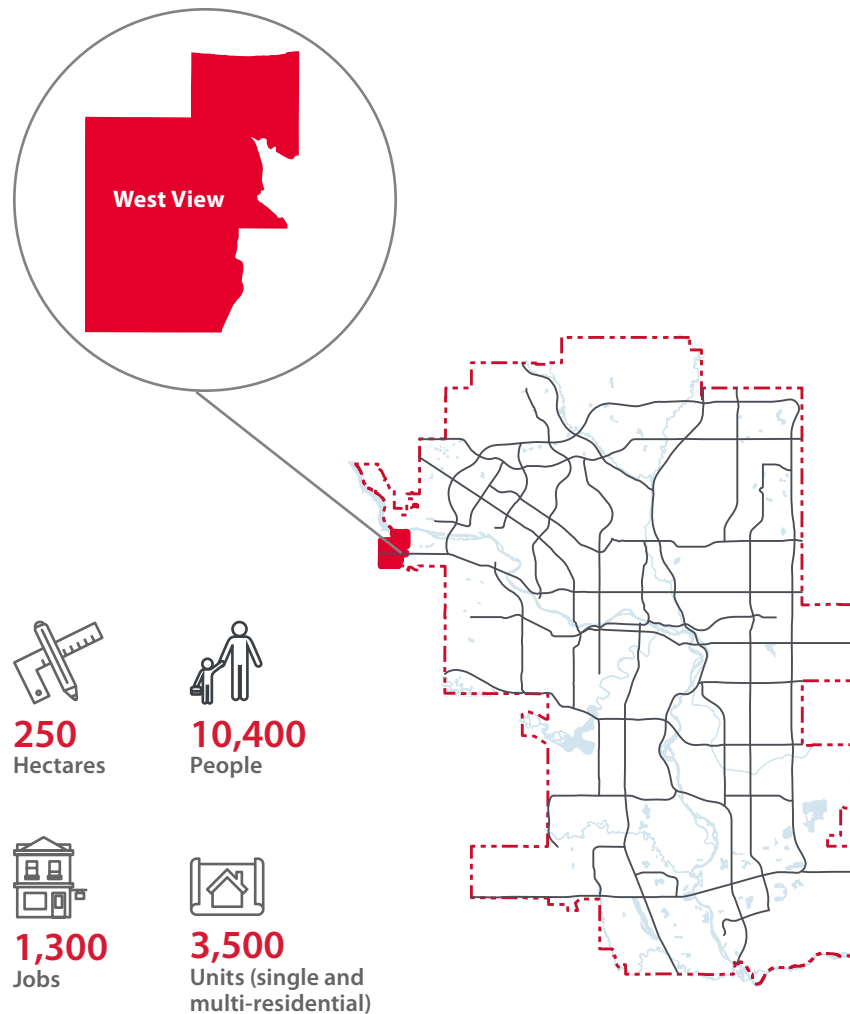 West View
250
Hectares
10,400
People
1,300
Jobs
3,500
Units (single and
multi-residential)